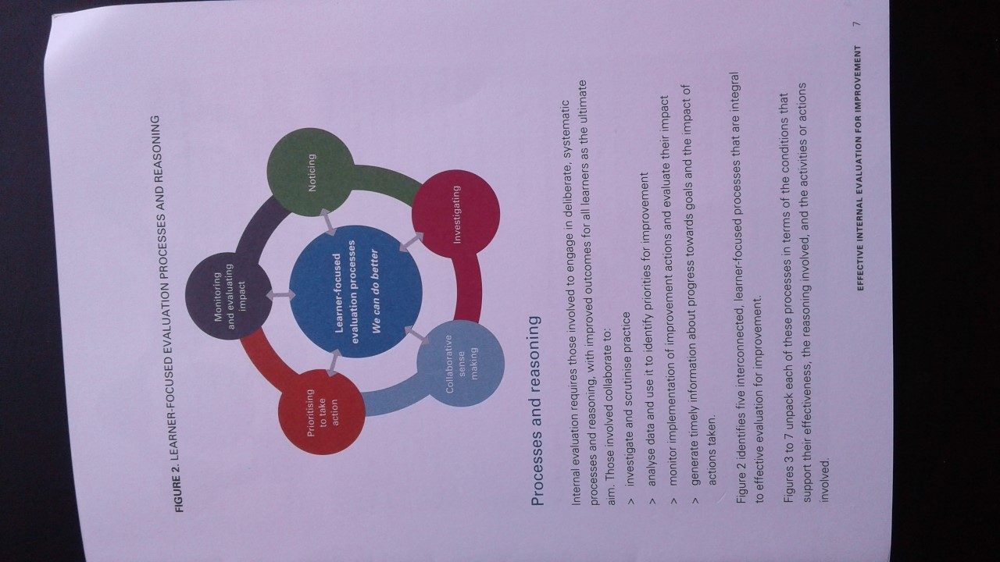 FIGURE 2. LEARNER-FOCUSED EVALUATION PROCESSES AND REASONING
Monitoring
and evaluating
impact
Noticing
Investigating
Collaborative
sense
making
Prioritising
to take
action
Learner-focused
evaluation processes
We can do better
Processes and reasoning
Internal evaluation requires those involved to engage in deliberate, systematic
processes and reasoning, with improved outcomes for all learners as the ultimate
aim. Those involved collaborate to:
> investigate and scrutinise practice
> analyse data and use it to identify priorities for improvement
> monitor implementation of improvement actions and evaluate their impact
> generate timely information about progress towards goals and the impact of
actions taken.
Figure 2 identifies five interconnected, learner-focused processes that are integral
to effective evaluation for improvement.
Figures 3 to 7 unpack each of these processes in terms of the conditions that
support their effectiveness, the reasoning involved, and the activities or actions
involved.
EFFECTIVE INTERNAL EVALUATION FOR IMPROVEMENT 7